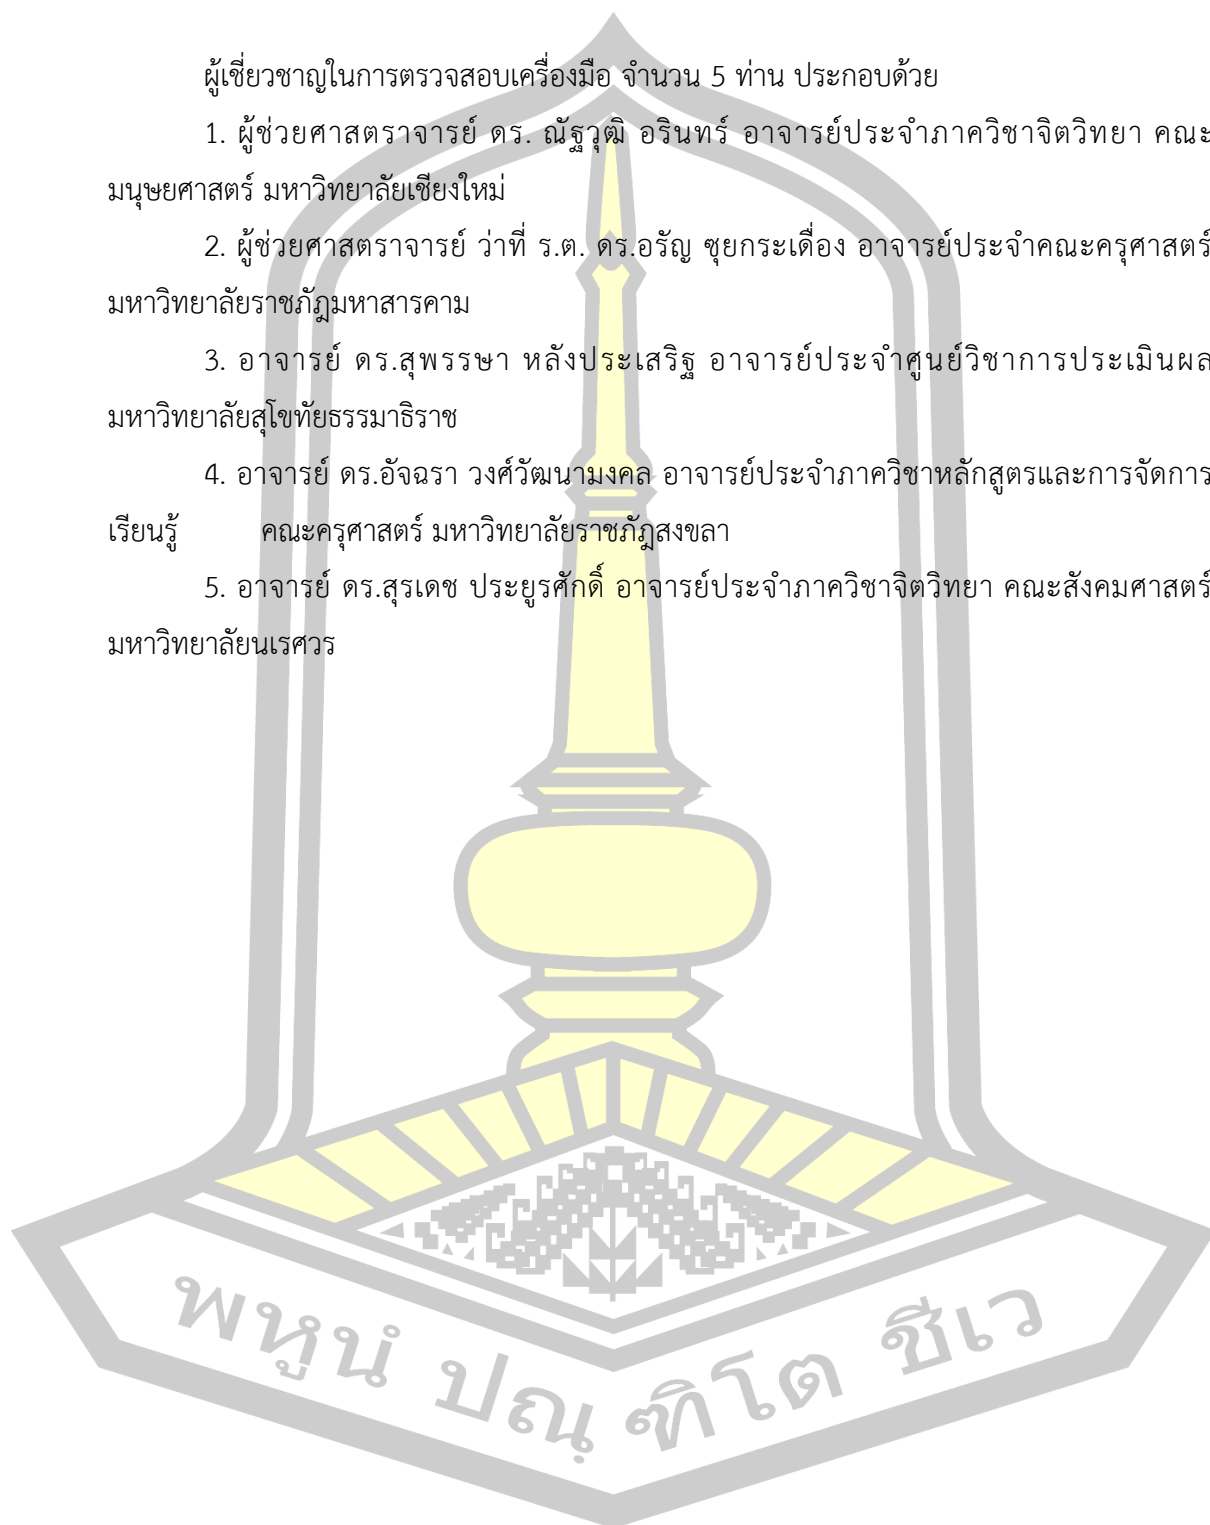 ผู้เชี่ยวชาญในการตรวจสอบเครื่องมือ จำนวน 5 ท่าน ประกอบด้วย
1. ผู้ช่วยศาสตราจารย์ ดร. ณัฐวุฒิ อรินทร์ อาจารย์ประจำภาควิชาจิตวิทยา คณะ
มนุษยศาสตร์ มหาวิทยาลัยเชียงใหม่
2. ผู้ช่วยศาสตราจารย์ ว่าที่ ร.ต. ดร.อรัญ ซุยกระเดื่อง อาจารย์ประจำคณะครุศาสตร์
มหาวิทยาลัยราชภัฏมหาสารคาม
3. อาจารย์ ดร.สุพรรษา หลังประเสริฐ อาจารย์ประจำศูนย์วิชาการประเมินผล
มหาวิทยาลัยสุโขทัยธรรมาธิราช
4. อาจารย์ ดร.อัจฉรา วงศ์วัฒนามงคล อาจารย์ประจำภาควิชาหลักสูตรและการจัดการ
เรียนรู้ คณะครุศาสตร์ มหาวิทยาลัยราชภัฏสงขลา
5. อาจารย์ ดร.สุรเดช ประยูรศักดิ์ อาจารย์ประจำภาควิชาจิตวิทยา คณะสังคมศาสตร์
มหาวิทยาลัยนเรศวร
พหูนํ ปณฺ ฑิโต ชีเว